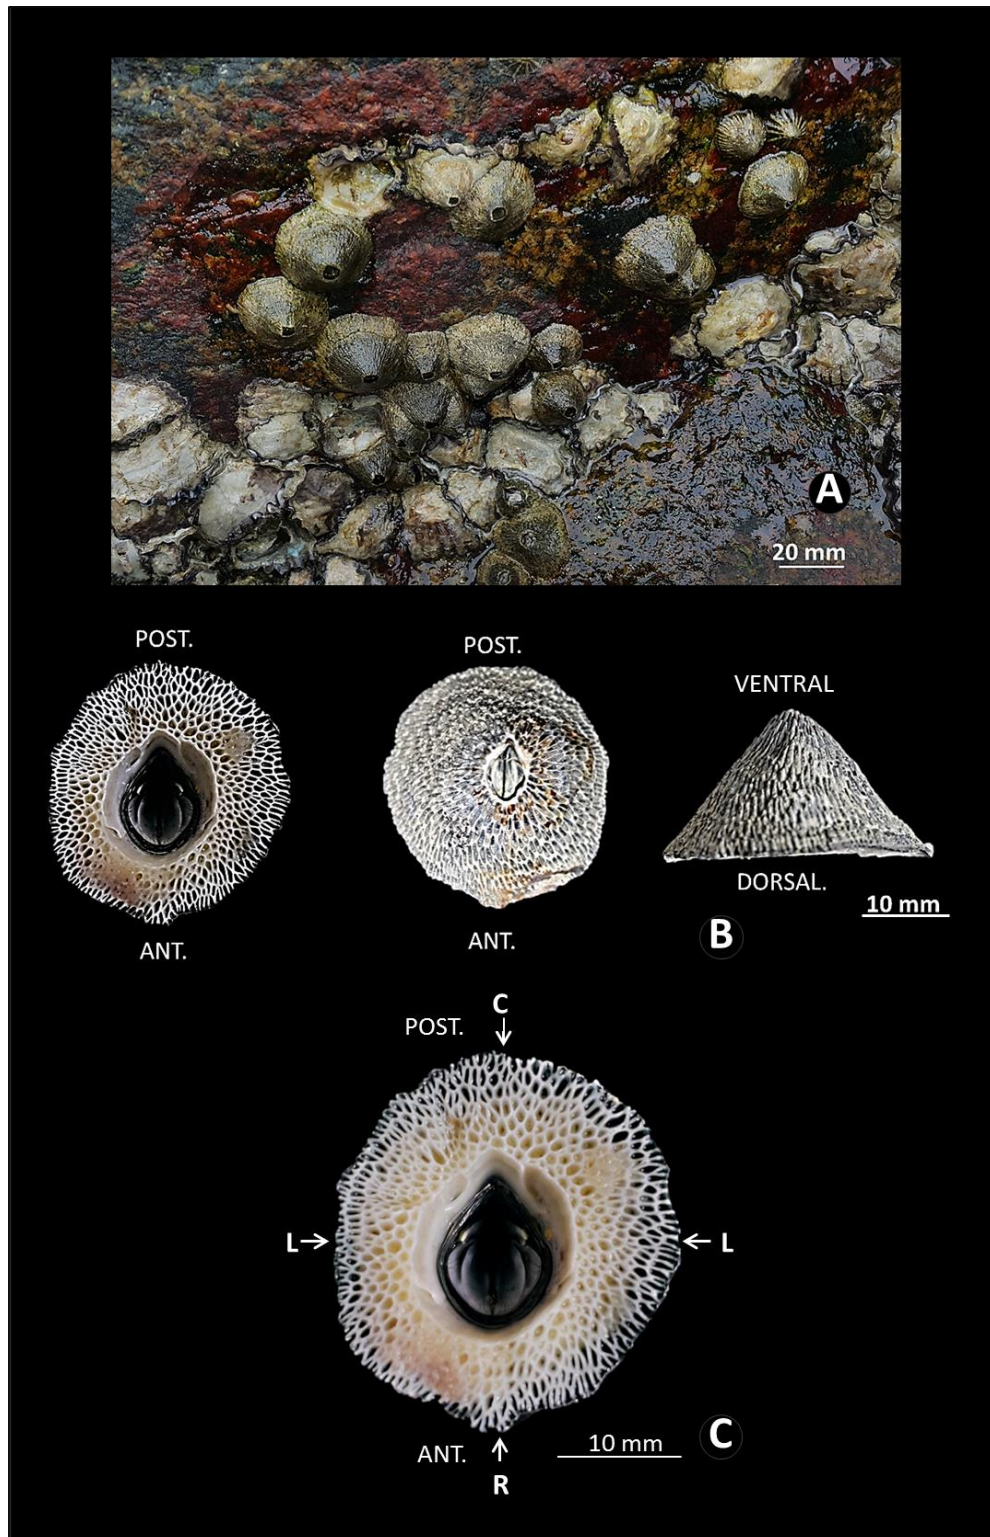 A
20 mm
POST.
POST.
VENTRAL
ANT.
ANT.
DORSAL.
10 mm
B
C
POST.
L
L
ANT.
10 mm
C
R